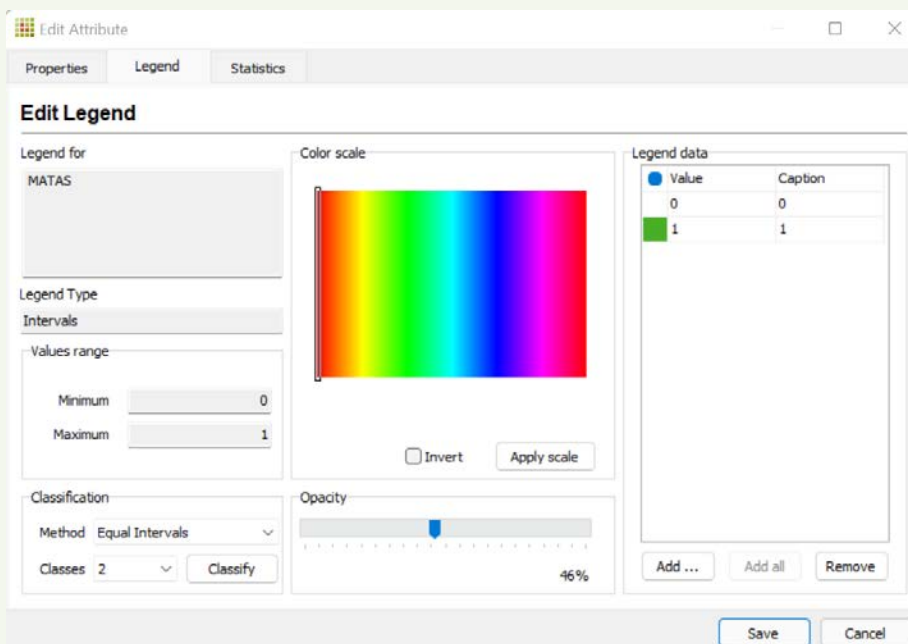 Edit Attribute
Properties Legend Statistics
Edit Legend
Legend for
MATAS
Legend Type
Intervals
Values range
Minimum 0
Maximum 1
Classification
Method Equal Intervals
Classes 2 Classify
Color scale
Invert Apply scale
Opacity
46%
Legend data
Value Caption
0 0
1 1
Add ... Add all Remove
Save Cancel